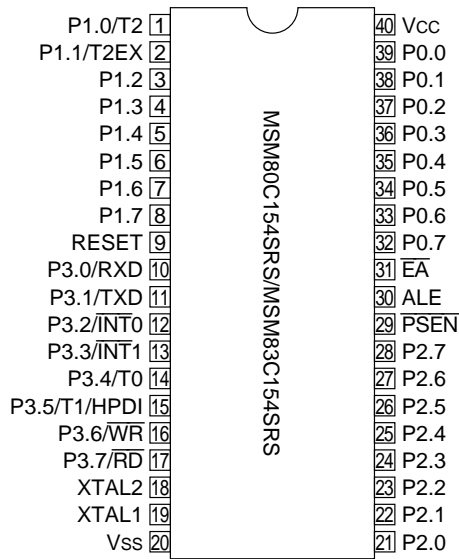 P1.0/T2 1
P1.1/T2EX 2
P1.2 3
P1.3 4
P1.4 5
P1.5 6
P1.6 7
P1.7 8
RESET 9
P3.0/RXD 10
P3.1/TXD 11
P3.2/I̅N̅T̅0 12
P3.3/I̅N̅T̅1 13
P3.4/T0 14
P3.5/T1/HPDI 15
P3.6/W̅R̅ 16
P3.7/R̅D̅ 17
XTAL2 18
XTAL1 19
Vss 20
MSM80C154SRS/MSM83C154SRS
40 Vcc
39 P0.0
38 P0.1
37 P0.2
36 P0.3
35 P0.4
34 P0.5
33 P0.6
32 P0.7
31 E̅A̅
30 ALE
29 P̅S̅E̅N̅
28 P2.7
27 P2.6
26 P2.5
25 P2.4
24 P2.3
23 P2.2
22 P2.1
21 P2.0